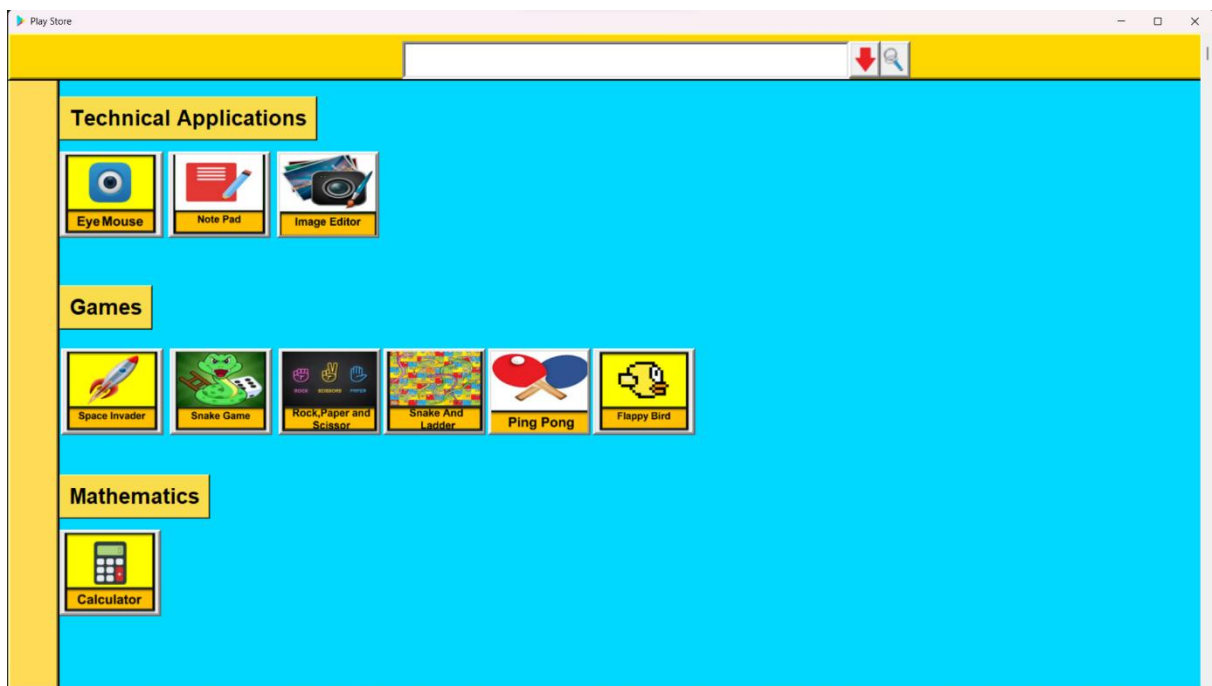 Play Store
Technical Applications
Eye Mouse
Note Pad
Image Editor
Games
ROCK SCISSORS PAPER
Space Invader
Snake Game
Rock,Paper and
Scissor
Snake And
Ladder
Ping Pong
Flappy Bird
Mathematics
Calculator